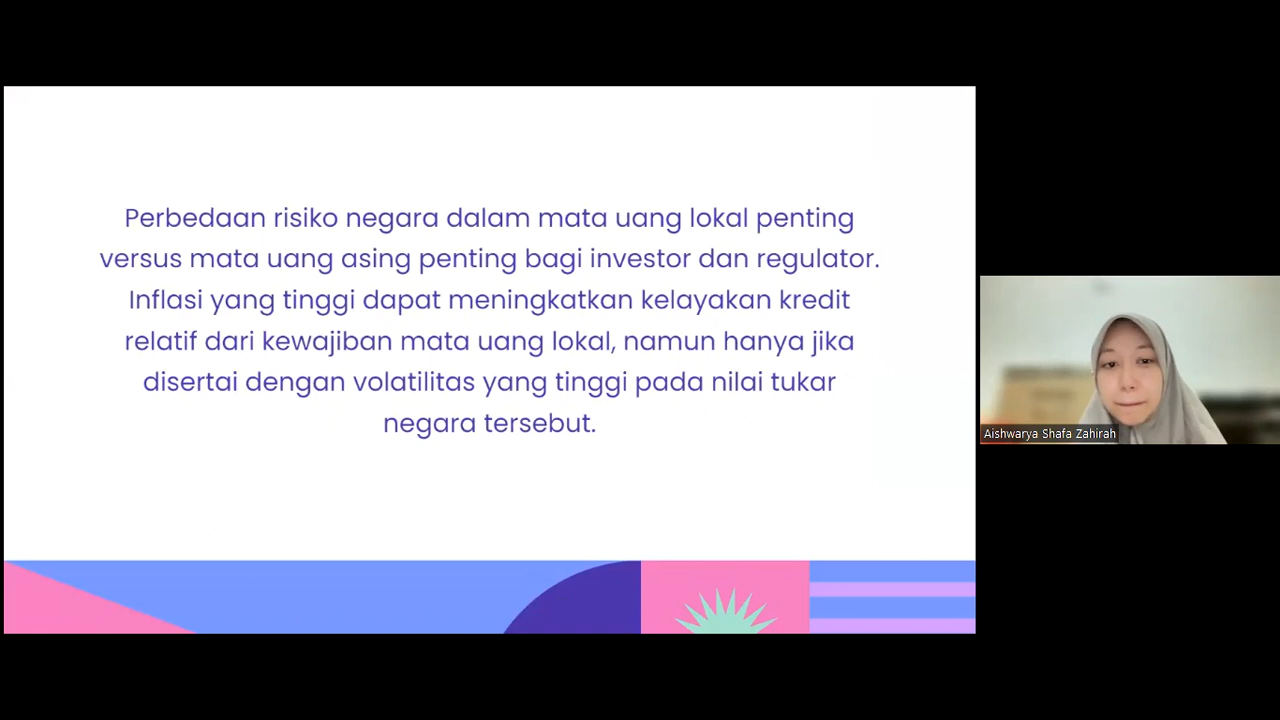 Perbedaan risiko negara dalam mata uang lokal penting
versus mata uang asing penting bagi investor dan regulator.
Inflasi yang tinggi dapat meningkatkan kelayakan kredit
relatif dari kewajiban mata uang lokal, namun hanya jika
disertai dengan volatilitas yang tinggi pada nilai tukar
negara tersebut.
Aishwarya Shafa Zahirah